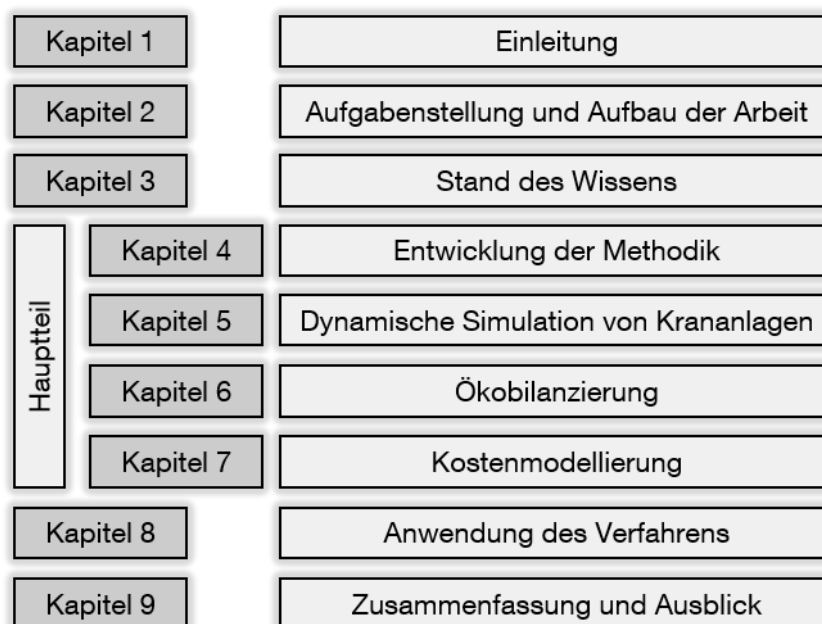 Kapitel 1
Einleitung
Kapitel 2
Aufgabenstellung und Aufbau der Arbeit
Kapitel 3
Stand des Wissens
Hauptteil
Kapitel 4
Entwicklung der Methodik
Kapitel 5
Dynamische Simulation von Krananlagen
Kapitel 6
Ökobilanzierung
Kapitel 7
Kostenmodellierung
Kapitel 8
Anwendung des Verfahrens
Kapitel 9
Zusammenfassung und Ausblick